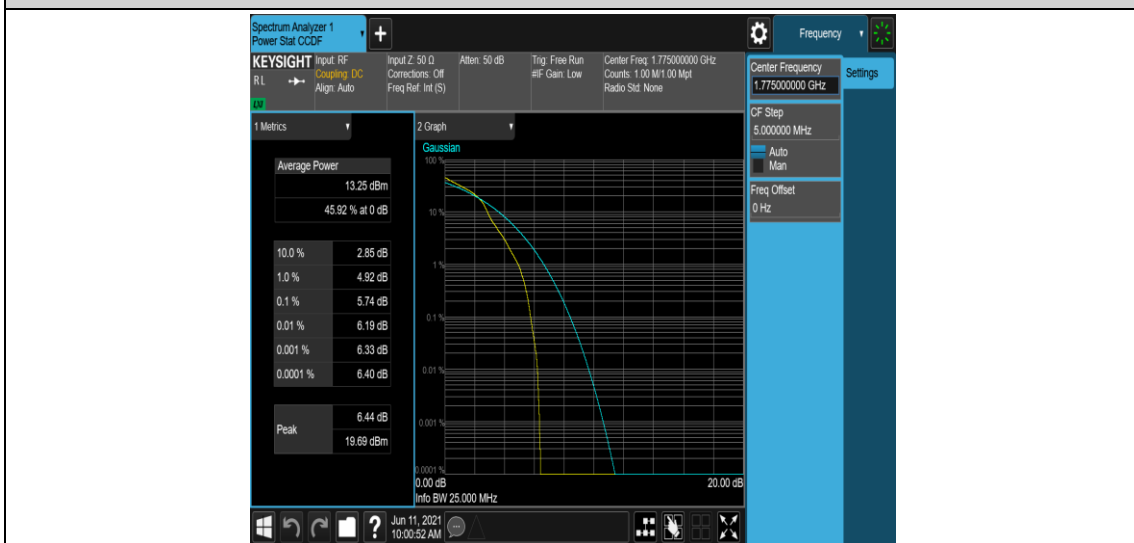 Spectrum Analyzer 1
Power Stat CCDF
Frequency
KEYSIGHT
RL
LXI
Input: RF
Coupling: DC
Align: Auto
Input Z: 50 Ω
Corrections: Off
Freq Ref: Int (S)
Atten: 50 dB
Trig: Free Run
#IF Gain: Low
Center Freq: 1.775000000 GHz
Counts: 1.00 M/1.00 Mpt
Radio Std: None
Center Frequency
1.775000000 GHz
Settings
CF Step
5.000000 MHz
Auto
Man
Freq Offset
0 Hz
1 Metrics
Average Power
13.25 dBm
45.92 % at 0 dB
10.0 % 2.85 dB
1.0 % 4.92 dB
0.1 % 5.74 dB
0.01 % 6.19 dB
0.001 % 6.33 dB
0.0001 % 6.40 dB
Peak
6.44 dB
19.69 dBm
2 Graph
Gaussian
100 %
10 %
1 %
0.1 %
0.01 %
0.001 %
0.0001 %
0.00 dB 20.00 dB
Info BW 25.000 MHz
?
Jun 11, 2021
10:00:52 AM